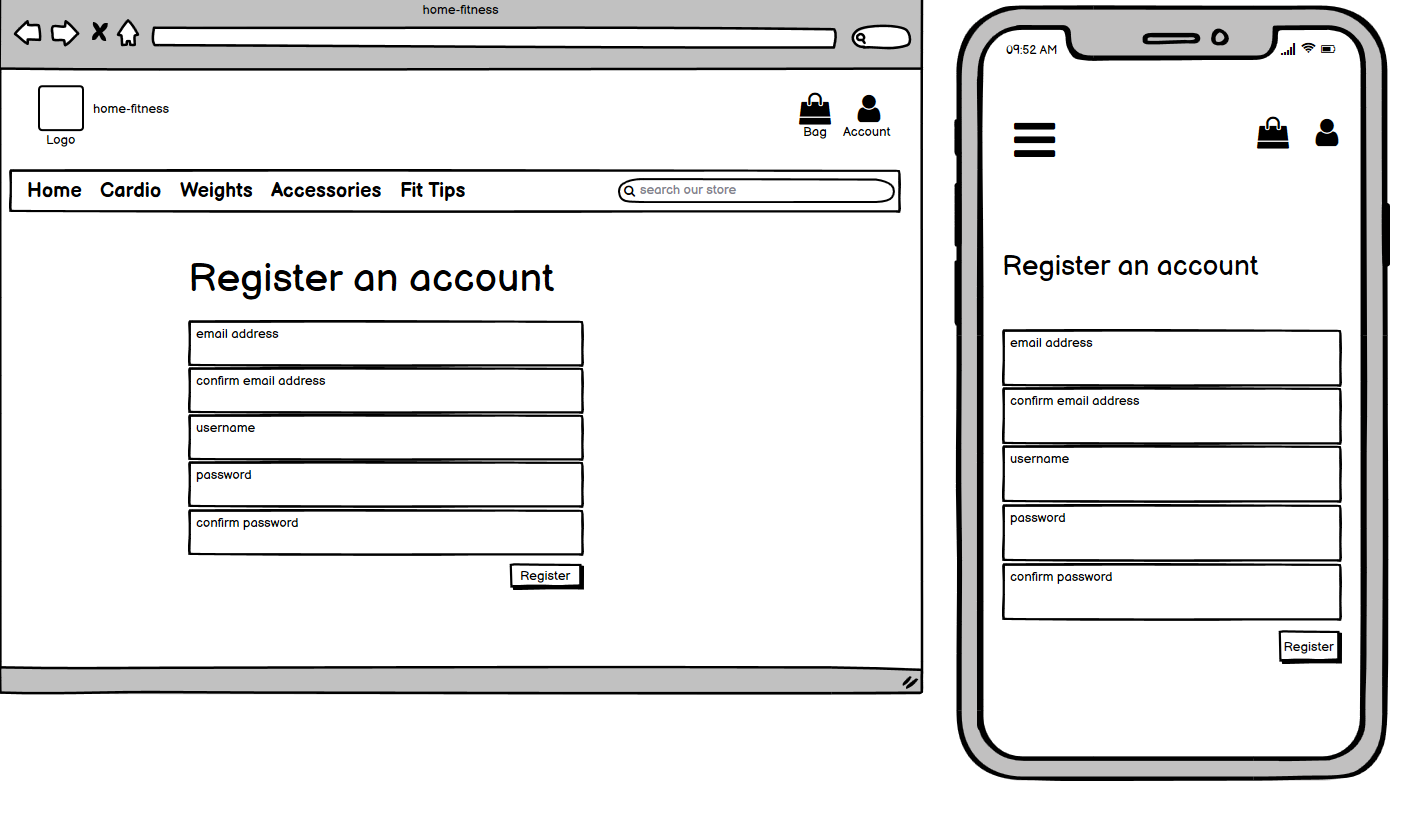 home-fitness
home-fitness
Logo
Bag
Account
Home Cardio Weights Accessories Fit Tips
search our store
Register an account
email address
confirm email address
username
password
confirm password
Register
09:52 AM
Register an account
email address
confirm email address
username
password
confirm password
Register